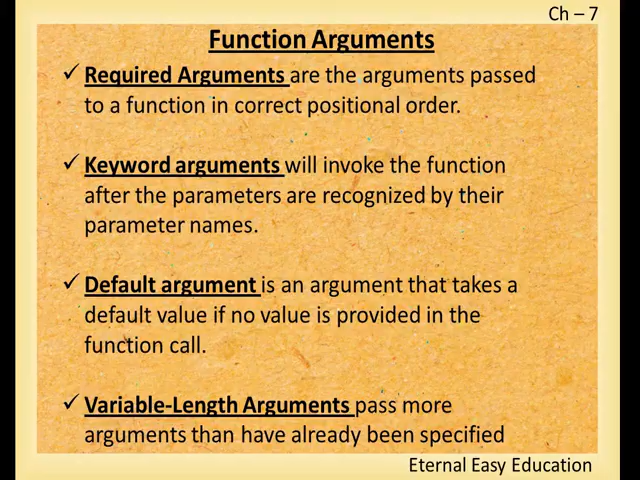 Ch – 7
Function Arguments
✓ Required Arguments are the arguments passed
to a function in correct positional order.
✓ Keyword arguments will invoke the function
after the parameters are recognized by their
parameter names.
✓ Default argument is an argument that takes a
default value if no value is provided in the
function call.
✓ Variable-Length Arguments pass more
arguments than have already been specified
Eternal Easy Education